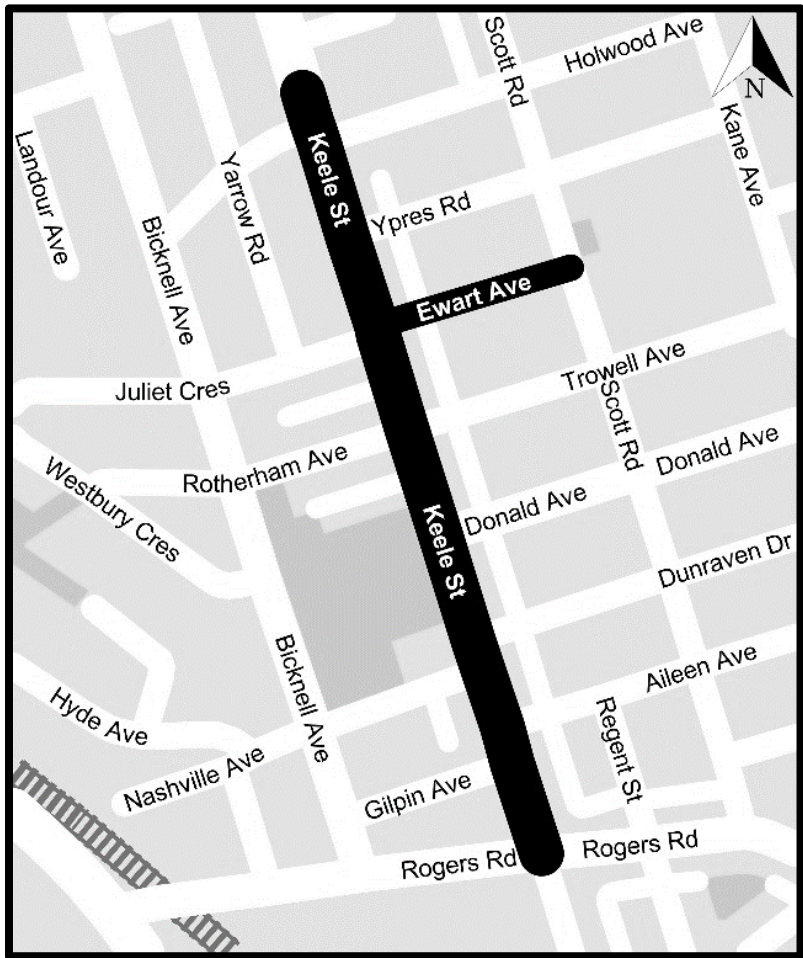 Scott Rd
Holwood Ave
N
Landour Ave
Yarrow Rd
Keele St
Kane Ave
Bicknell Ave
Ypres Rd
Ewart Ave
Juliet Cres
Trowell Ave
Scott Rd
Westbury Cres
Rotherham Ave
Donald Ave
Donald Ave
Keele St
Dunraven Dr
Hyde Ave
Bicknell Ave
Aileen Ave
Regent St
Nashville Ave
Gilpin Ave
Rogers Rd
Rogers Rd